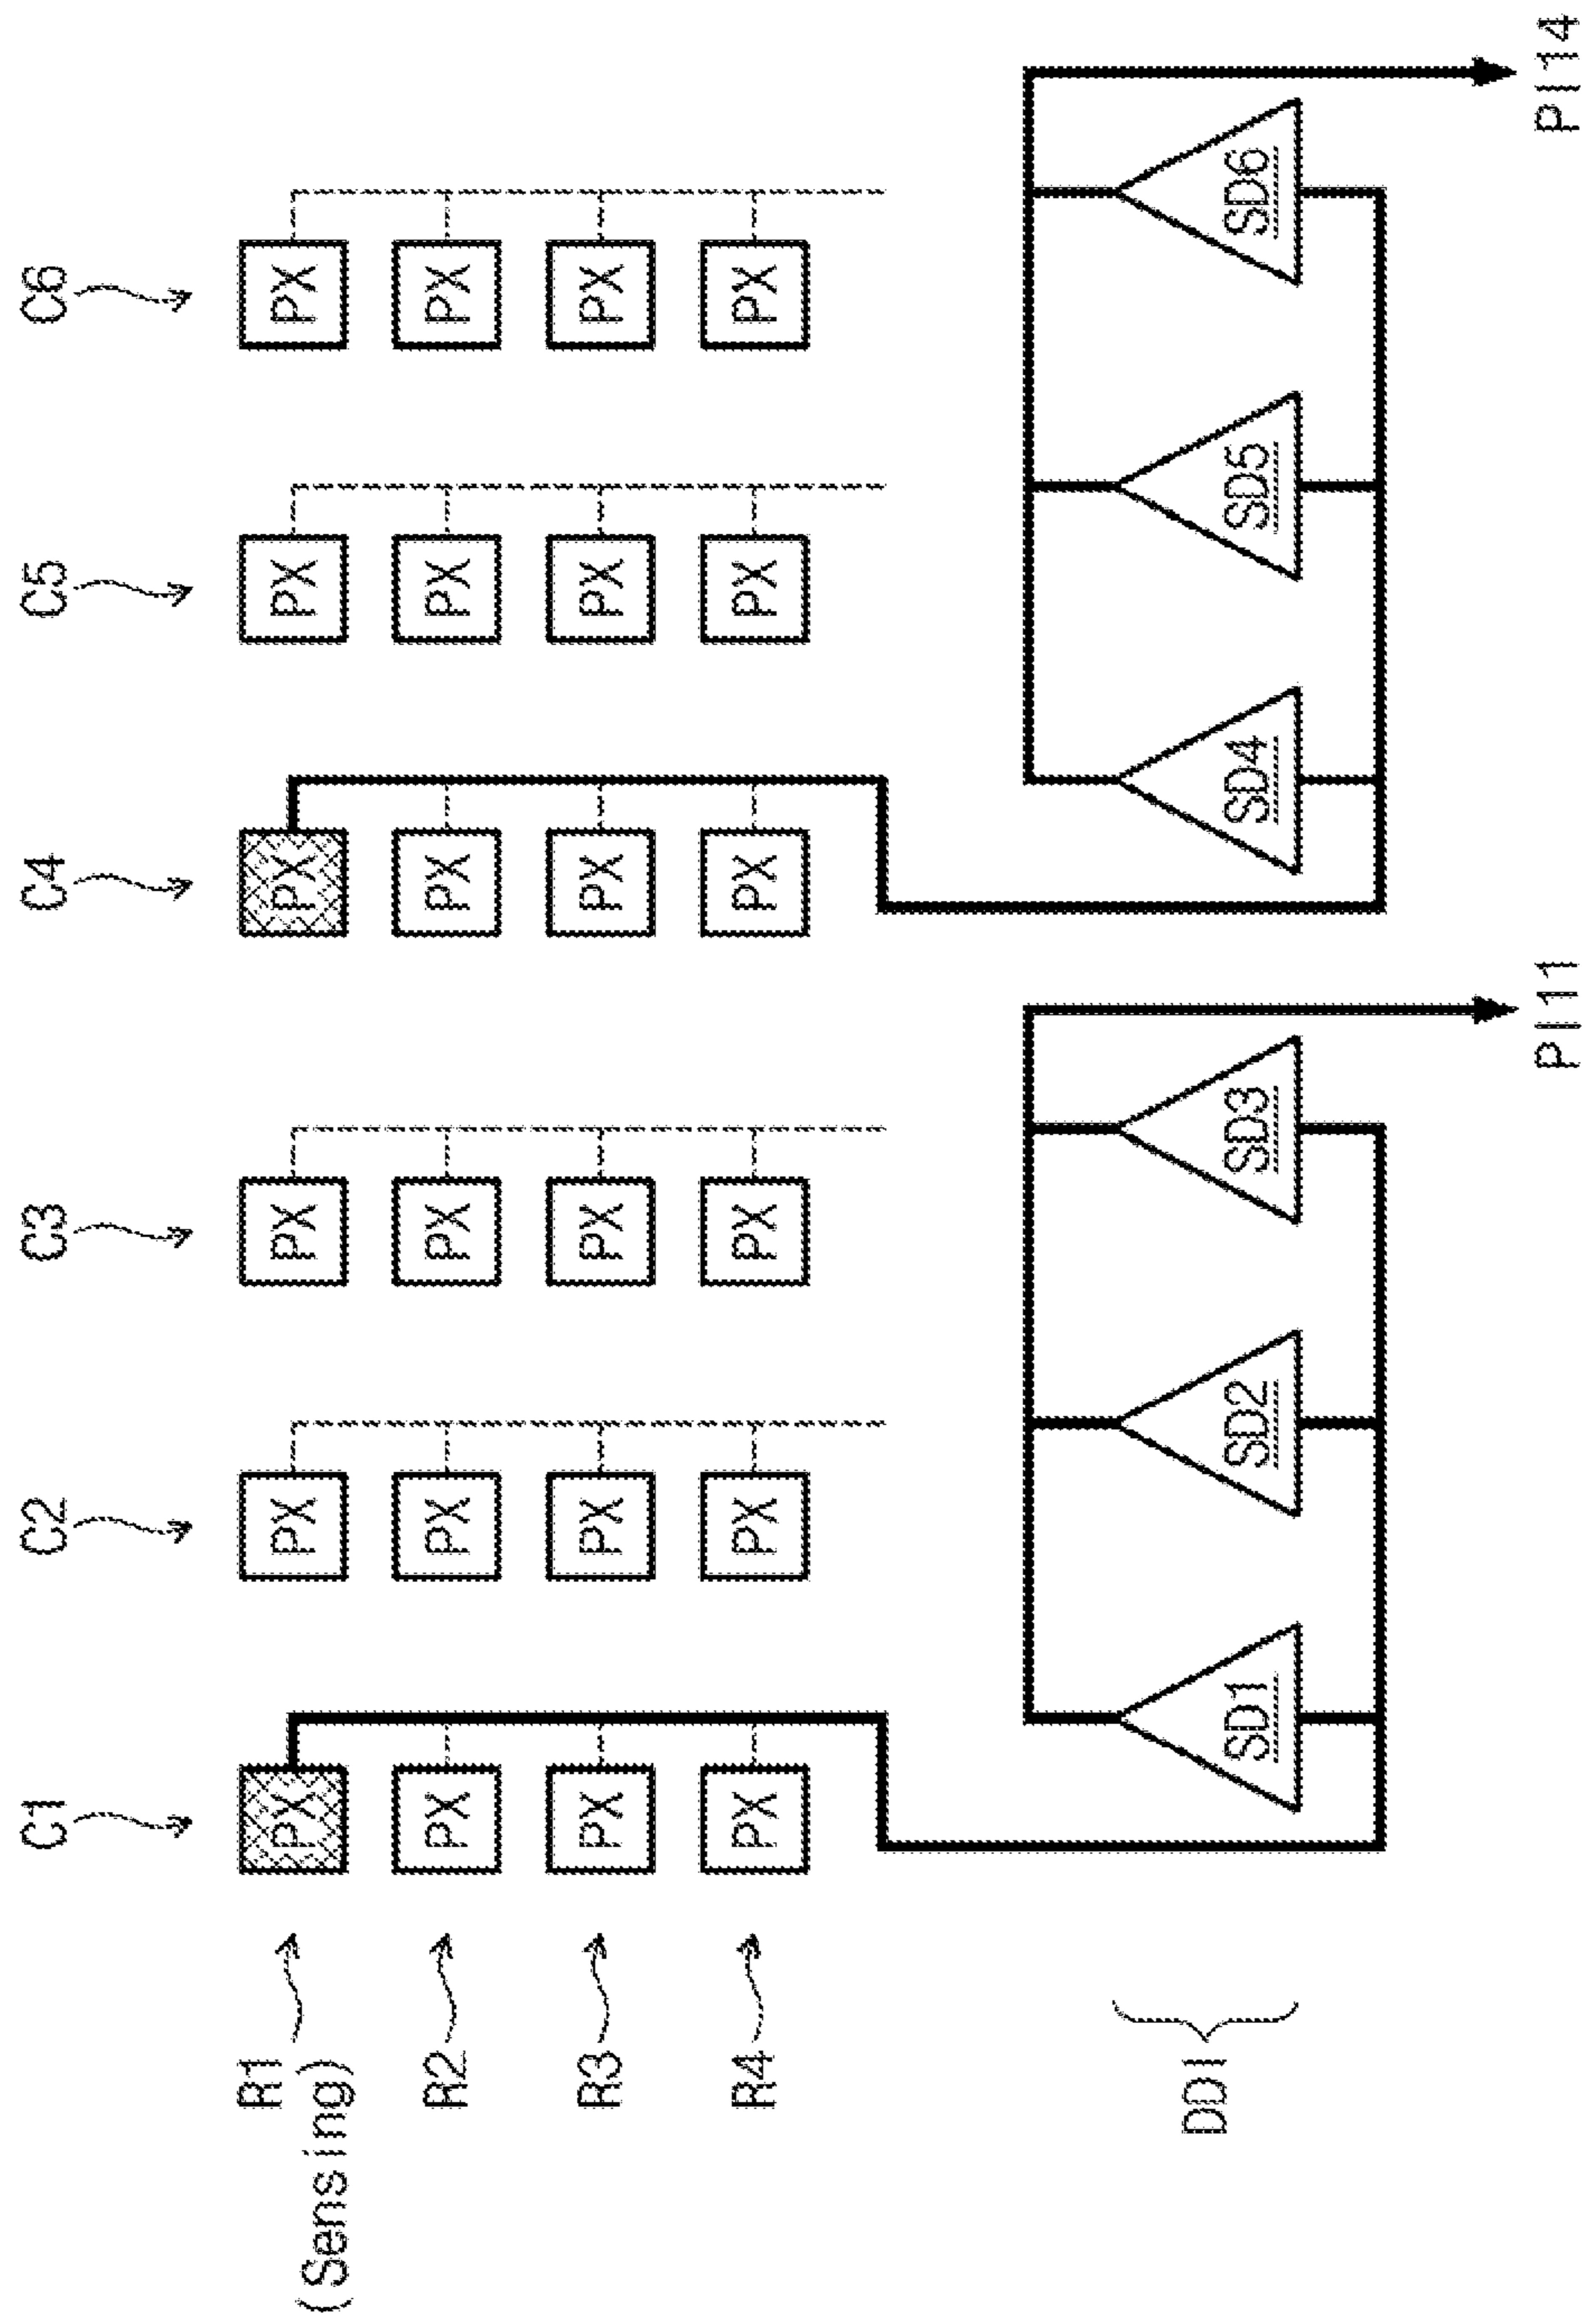 C1 C2 C3 C4 C5 C6
R1 PX PX PX PX PX PX
(Sensing)
R2 PX PX PX PX PX PX
R3 PX PX PX PX PX PX
R4 PX PX PX PX PX PX
DDI SD1 SD2 SD3 SD4 SD5 SD6
PI11 PI14